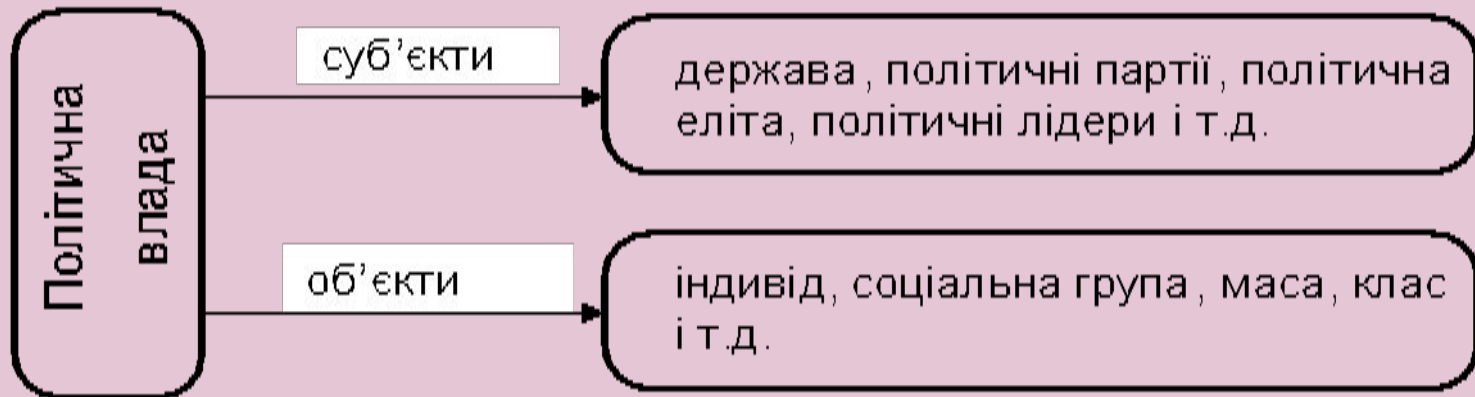 Політична
влада
суб’єкти
держава, політичні партії, політична
еліта, політичні лідери і т.д.
об’єкти
індивід, соціальна група, маса, клас
і т.д.